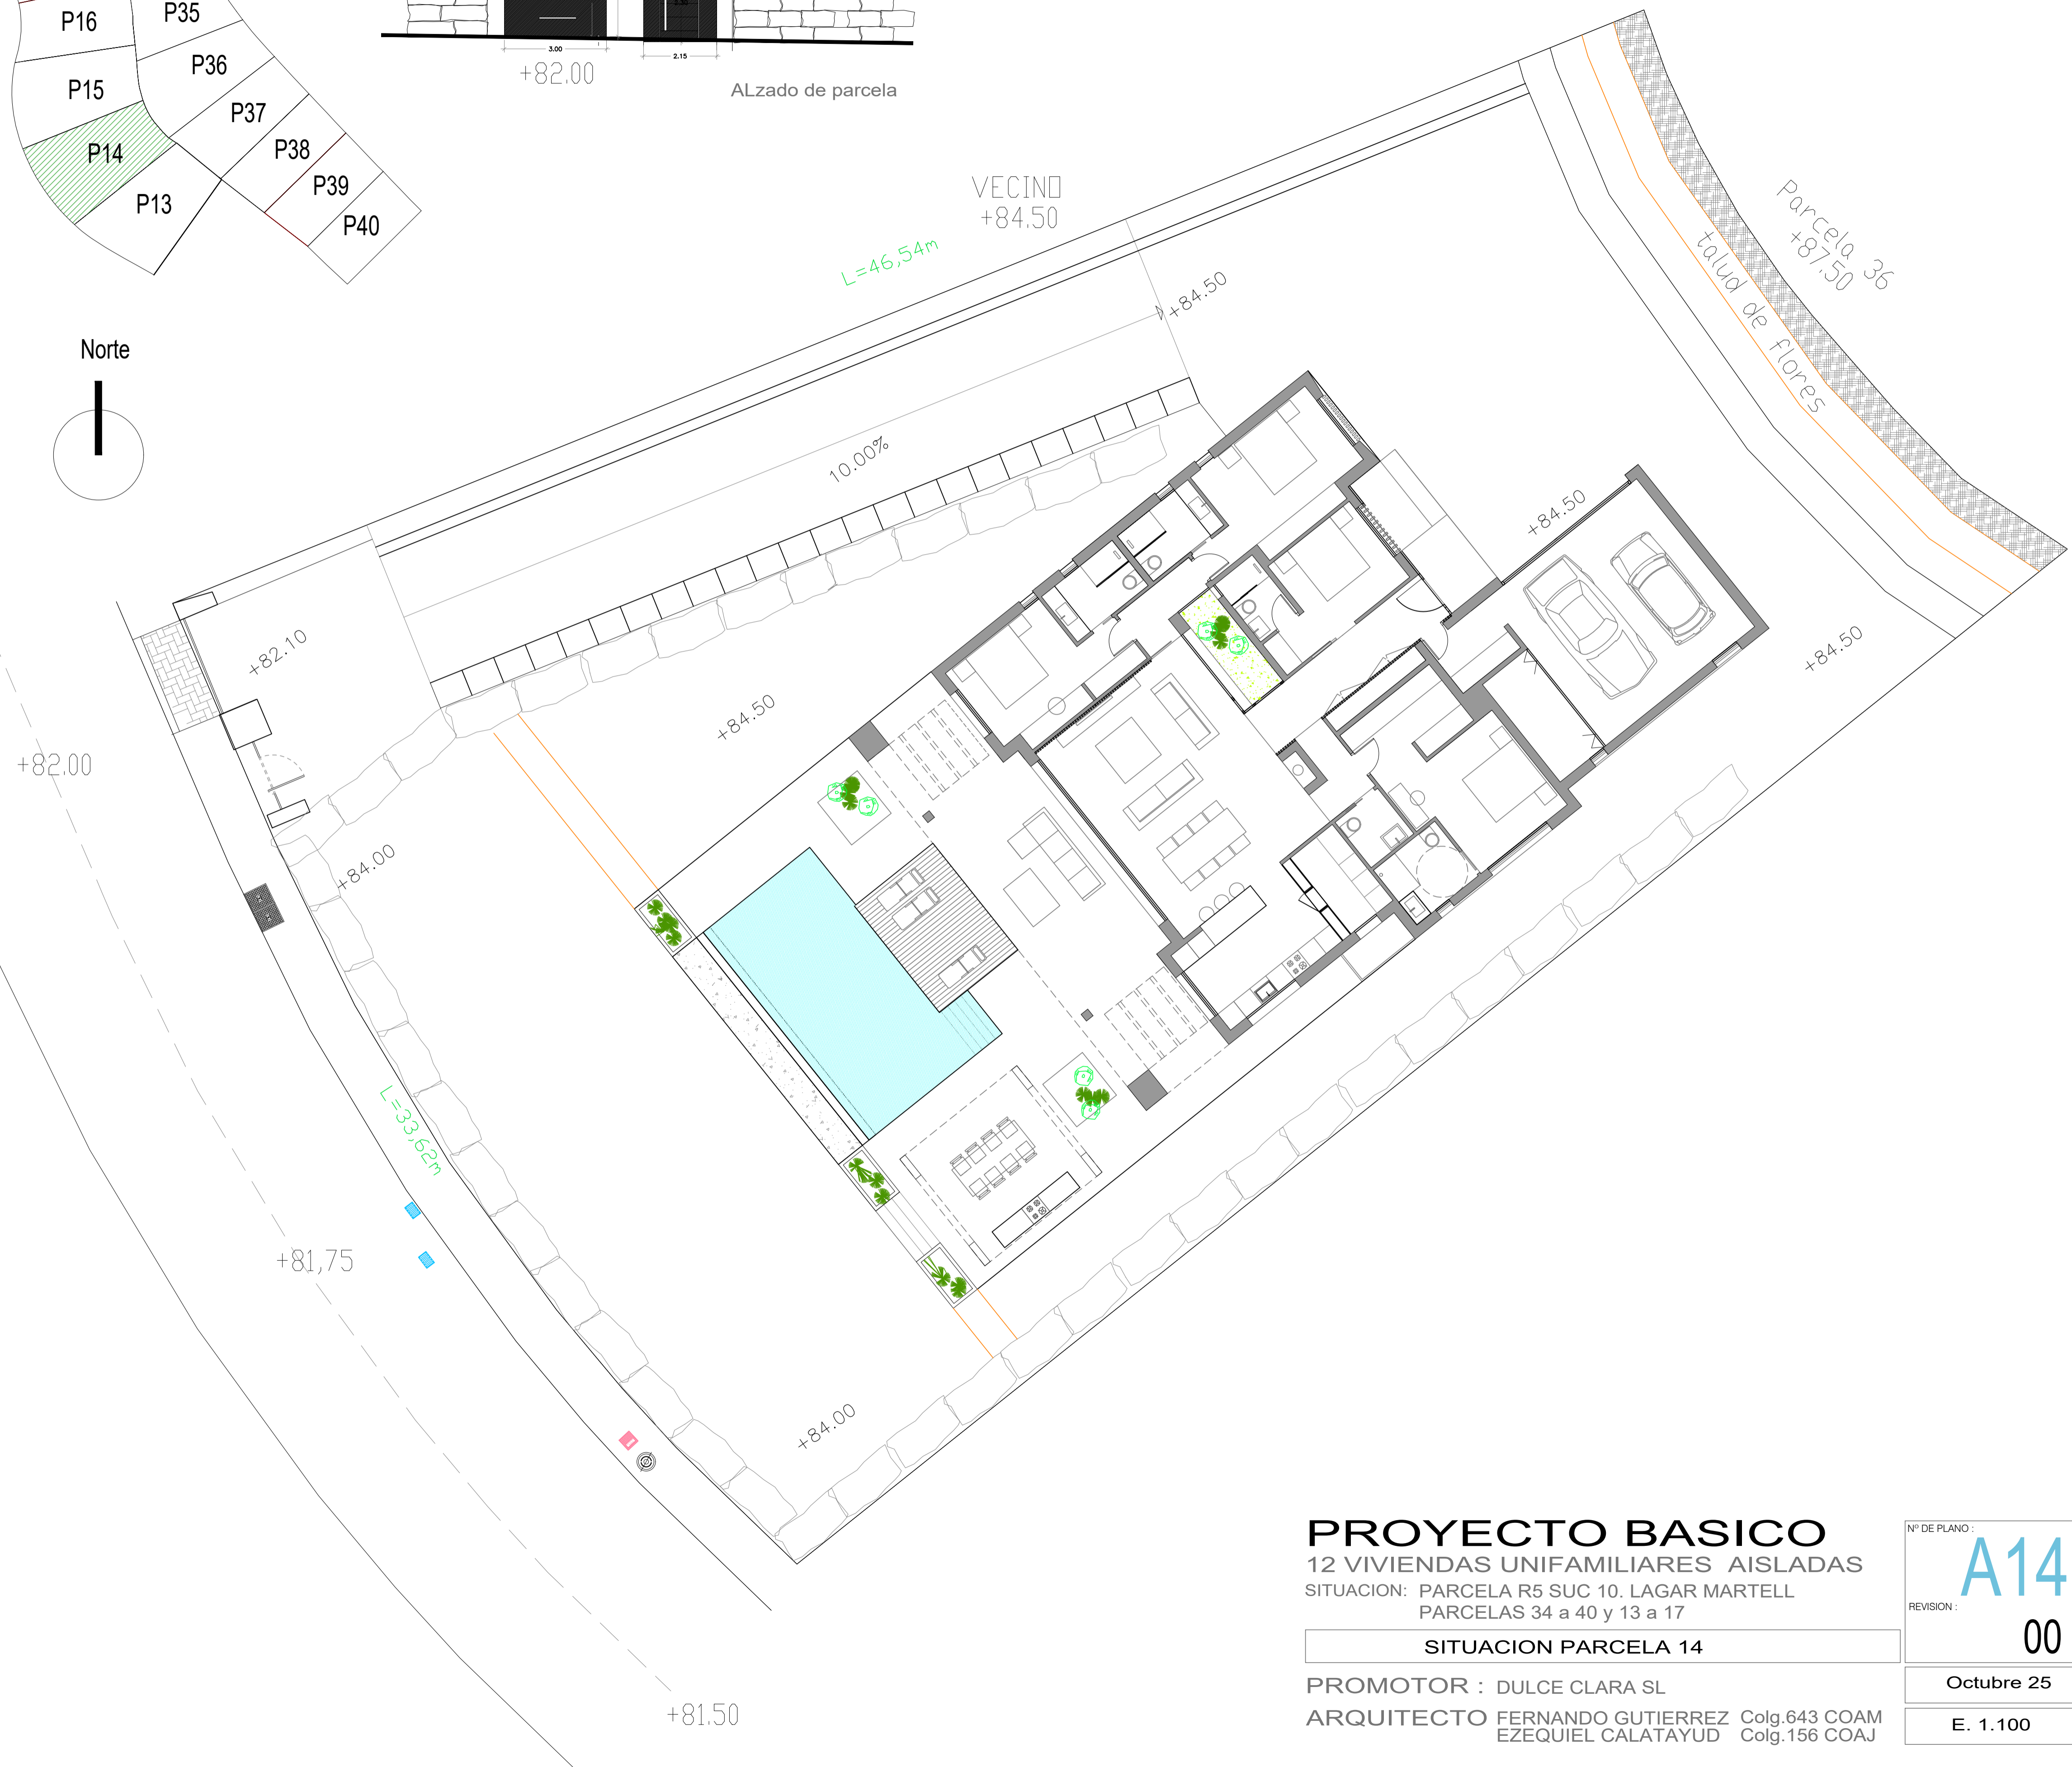 P16
P35
P15
P36
P14
P37
P13
P38
P39
P40
3.00
2.15
+82.00
ALzado de parcela
Norte
VECINO
+84.50
L=46,54m
+84.50
Parcela 36
+87.50
talud de flores
10.00%
+84.50
+84.50
+82.10
+84.50
+82.00
+84.00
L=33,62m
+81,75
+84.00
+81.50
PROYECTO BASICO
12 VIVIENDAS UNIFAMILIARES AISLADAS
SITUACION: PARCELA R5 SUC 10. LAGAR MARTELL
PARCELAS 34 a 40 y 13 a 17
SITUACION PARCELA 14
PROMOTOR : DULCE CLARA SL
ARQUITECTO FERNANDO GUTIERREZ Colg.643 COAM
EZEQUIEL CALATAYUD Colg.156 COAJ
Nº DE PLANO :
A14
REVISION :
00
Octubre 25
E. 1.100